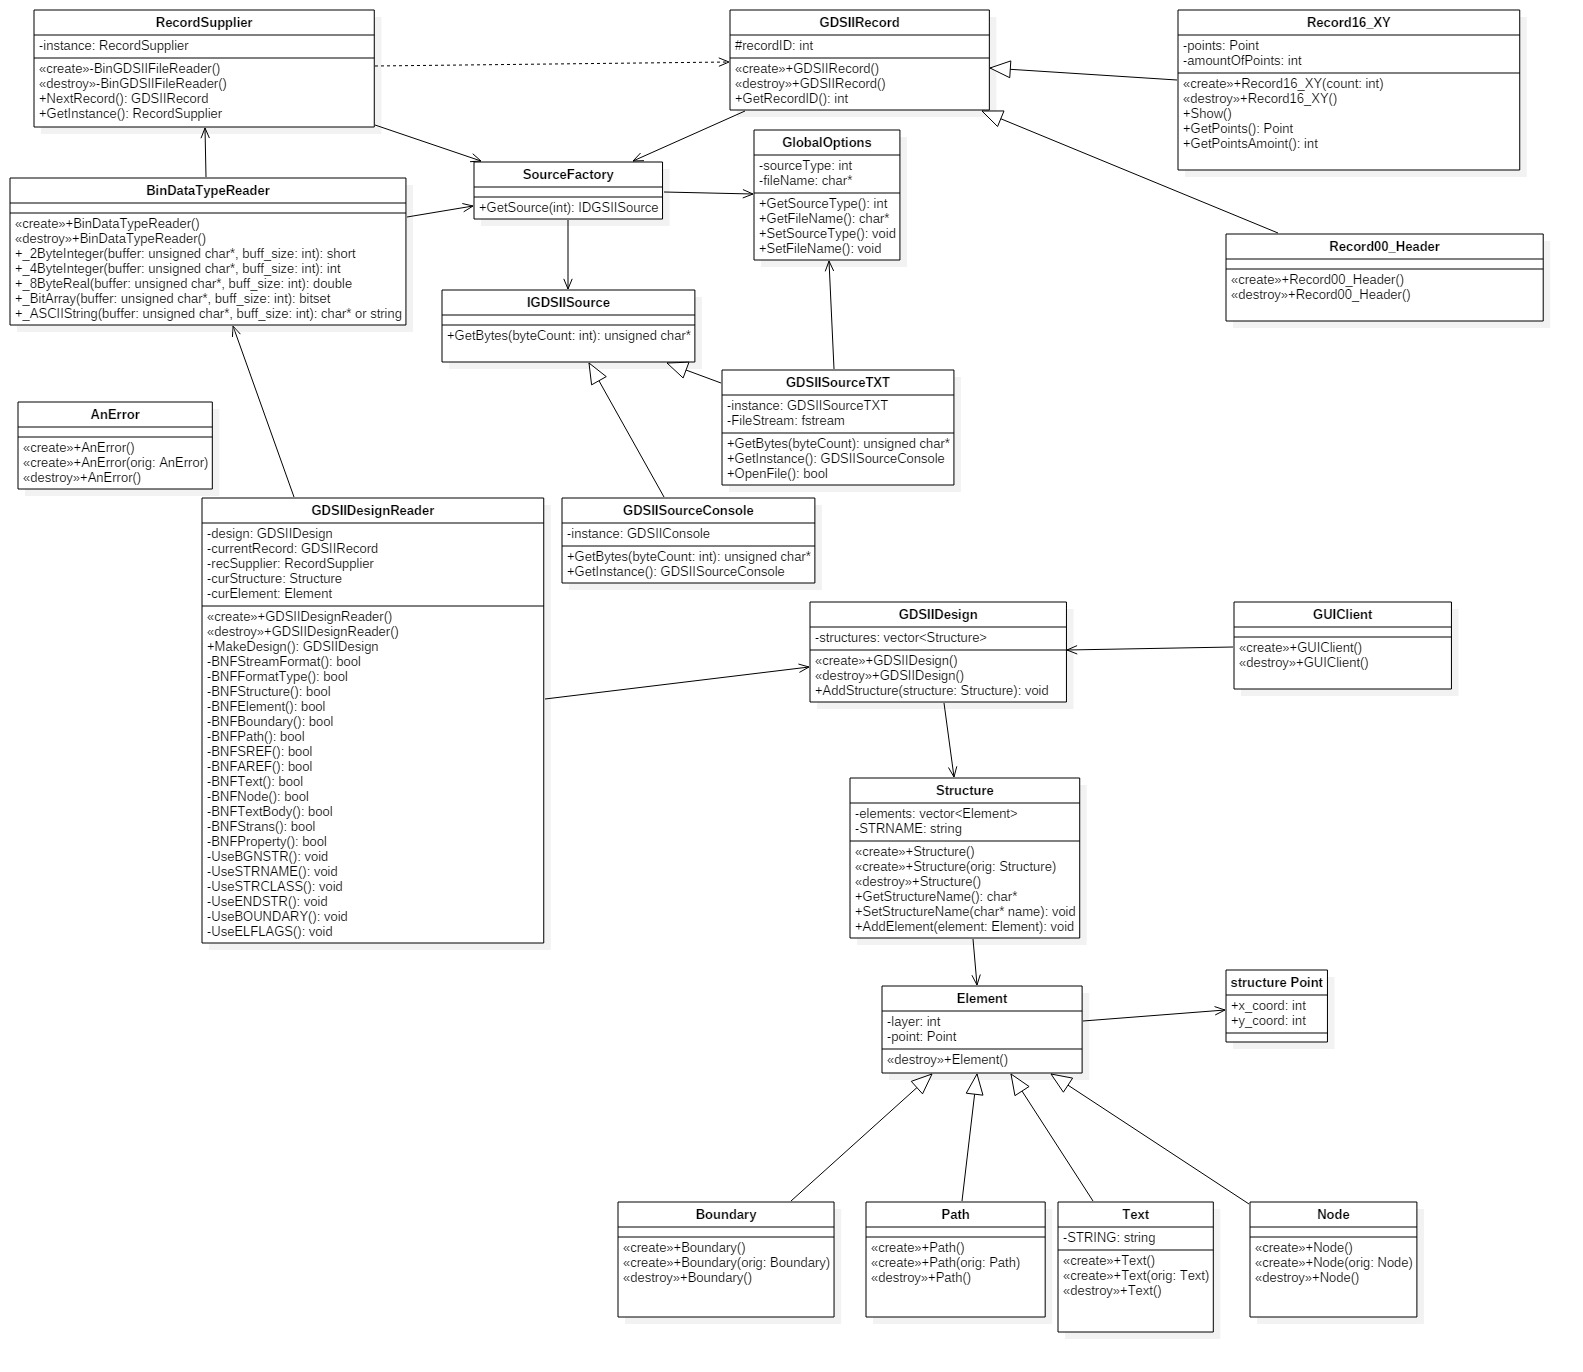 RecordSupplier
-instance: RecordSupplier
«create»-BinGDSIIFileReader()
«destroy»-BinGDSIIFileReader()
+NextRecord(): GDSIIRecord
+GetInstance(): RecordSupplier
GDSIIRecord
#recordID: int
«create»+GDSIIRecord()
«destroy»+GDSIIRecord()
+GetRecordID(): int
Record16_XY
-points: Point
-amountOfPoints: int
«create»+Record16_XY(count: int)
«destroy»+Record16_XY()
+Show()
+GetPoints(): Point
+GetPointsAmoint(): int
GlobalOptions
-sourceType: int
-fileName: char*
+GetSourceType(): int
+GetFileName(): char*
+SetSourceType(): void
+SetFileName(): void
SourceFactory
+GetSource(int): IDGSIISource
BinDataTypeReader
«create»+BinDataTypeReader()
«destroy»+BinDataTypeReader()
+_2ByteInteger(buffer: unsigned char*, buff_size: int): short
+_4ByteInteger(buffer: unsigned char*, buff_size: int): int
+_8ByteReal(buffer: unsigned char*, buff_size: int): double
+_BitArray(buffer: unsigned char*, buff_size: int): bitset
+_ASCIIString(buffer: unsigned char*, buff_size: int): char* or string
Record00_Header
«create»+Record00_Header()
«destroy»+Record00_Header()
IGDSIISource
+GetBytes(byteCount: int): unsigned char*
GDSIISourceTXT
-instance: GDSIISourceTXT
-FileStream: fstream
+GetBytes(byteCount): unsigned char*
+GetInstance(): GDSIISourceConsole
+OpenFile(): bool
AnError
«create»+AnError()
«create»+AnError(orig: AnError)
«destroy»+AnError()
GDSIIDesignReader
-design: GDSIIDesign
-currentRecord: GDSIIRecord
-recSupplier: RecordSupplier
-curStructure: Structure
-curElement: Element
«create»+GDSIIDesignReader()
«destroy»+GDSIIDesignReader()
+MakeDesign(): GDSIIDesign
-BNFStreamFormat(): bool
-BNFFormatType(): bool
-BNFStructure(): bool
-BNFElement(): bool
-BNFBoundary(): bool
-BNFPath(): bool
-BNFSREF(): bool
-BNFAREF(): bool
-BNFText(): bool
-BNFNode(): bool
-BNFTextBody(): bool
-BNFStrans(): bool
-BNFProperty(): bool
-UseBGNSTR(): void
-UseSTRNAME(): void
-UseSTRCLASS(): void
-UseENDSTR(): void
-UseBOUNDARY(): void
-UseELFLAGS(): void
GDSIISourceConsole
-instance: GDSIIConsole
+GetBytes(byteCount: int): unsigned char*
+GetInstance(): GDSIISourceConsole
GDSIIDesign
-structures: vector<Structure>
«create»+GDSIIDesign()
«destroy»+GDSIIDesign()
+AddStructure(structure: Structure): void
GUIClient
«create»+GUIClient()
«destroy»+GUIClient()
Structure
-elements: vector<Element>
-STRNAME: string
«create»+Structure()
«create»+Structure(orig: Structure)
«destroy»+Structure()
+GetStructureName(): char*
+SetStructureName(char* name): void
+AddElement(element: Element): void
Element
-layer: int
-point: Point
«destroy»+Element()
structure Point
+x_coord: int
+y_coord: int
Boundary
«create»+Boundary()
«create»+Boundary(orig: Boundary)
«destroy»+Boundary()
Path
«create»+Path()
«create»+Path(orig: Path)
«destroy»+Path()
Text
-STRING: string
«create»+Text()
«create»+Text(orig: Text)
«destroy»+Text()
Node
«create»+Node()
«create»+Node(orig: Node)
«destroy»+Node()